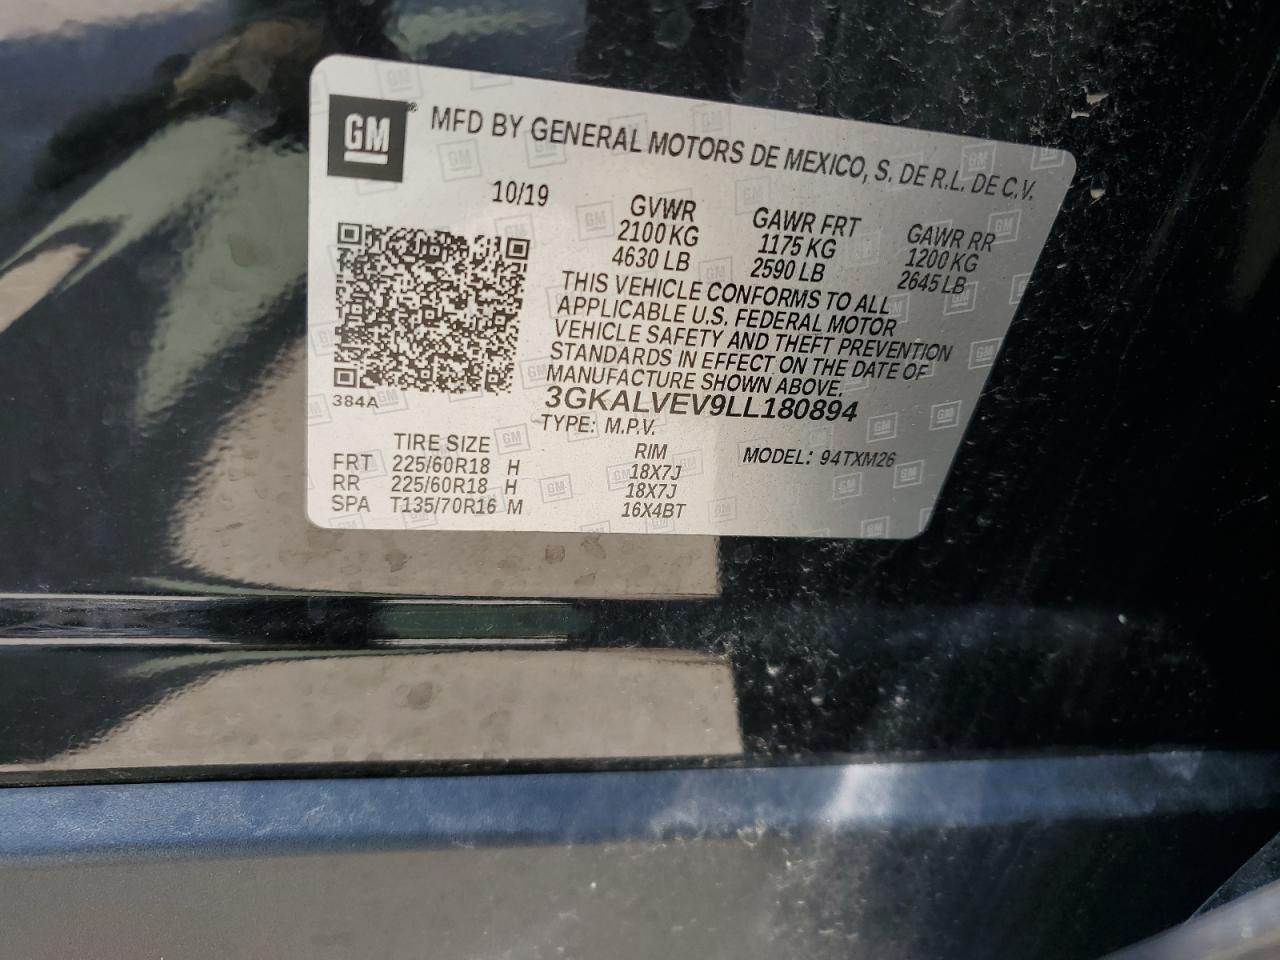 GM
MFD BY GENERAL MOTORS DE MEXICO, S. DE R.L. DE C.V.
10/19
GVWR GAWR FRT GAWR RR
2100 KG 1175 KG 1200 KG
4630 LB 2590 LB 2645 LB
THIS VEHICLE CONFORMS TO ALL
APPLICABLE U.S. FEDERAL MOTOR
VEHICLE SAFETY AND THEFT PREVENTION
STANDARDS IN EFFECT ON THE DATE OF
MANUFACTURE SHOWN ABOVE.
384A
3GKALVEV9LL180894
TYPE: M.P.V.
MODEL: 94TXM26
TIRE SIZE RIM
FRT 225/60R18 H 18X7J
RR 225/60R18 H 18X7J
SPA T135/70R16 M 16X4BT